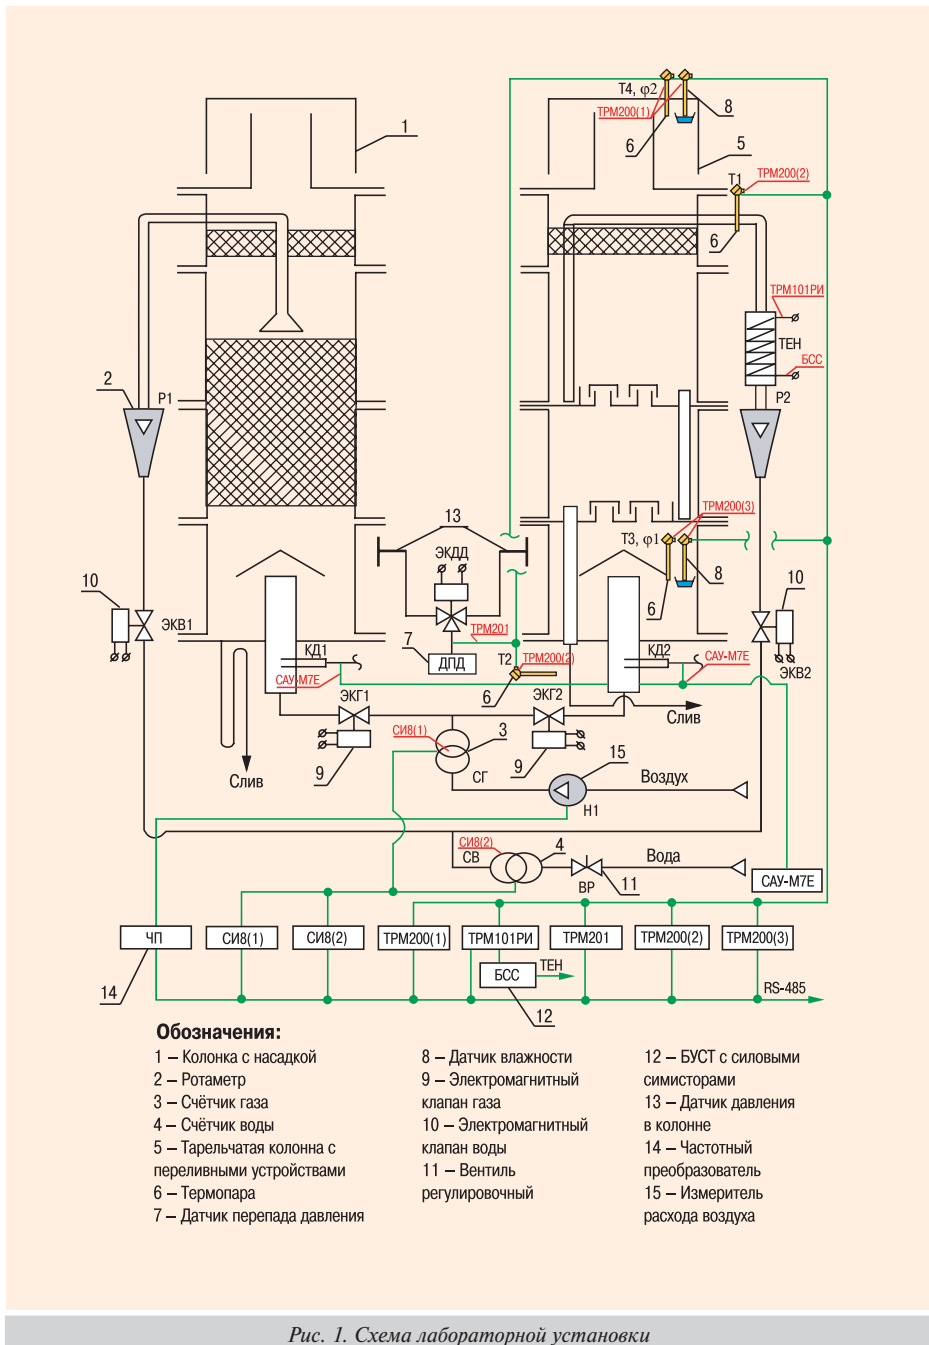 Т4, φ2
8
ТРМ200(1)
1
6
5
Т1
ТРМ200(2)
6
ТРМ101РИ
ТЕН
БСС
2
Р1
Р2
ТРМ200(3)
13
Т3, φ1
ЭКДД
10
8
10
6
ЭКВ1
ТРМ201
КД1
7
ДПД
Т2
ТРМ200(2)
КД2
САУ-М7Е
ЭКВ2
САУ-М7Е
6
ЭКГ1
ЭКГ2
Слив
СИ8(1)
3
15
9
СГ
9
Воздух
Слив
Н1
СИ8(2)
4
СВ
Вода
ВР
11
САУ-М7Е
ЧП
СИ8(1)
СИ8(2)
ТРМ200(1)
ТРМ101РИ
ТРМ201
ТРМ200(2)
ТРМ200(3)
БСС
ТЕН
14
RS-485
12
Обозначения:
1 – Колонка с насадкой
2 – Ротаметр
3 – Счётчик газа
4 – Счётчик воды
5 – Тарельчатая колонна с
переливными устройствами
6 – Термопара
7 – Датчик перепада давления
8 – Датчик влажности
9 – Электромагнитный
клапан газа
10 – Электромагнитный
клапан воды
11 – Вентиль
регулировочный
12 – БУСТ с силовыми
симисторами
13 – Датчик давления
в колонне
14 – Частотный
преобразователь
15 – Измеритель
расхода воздуха
Рис. 1. Схема лабораторной установки